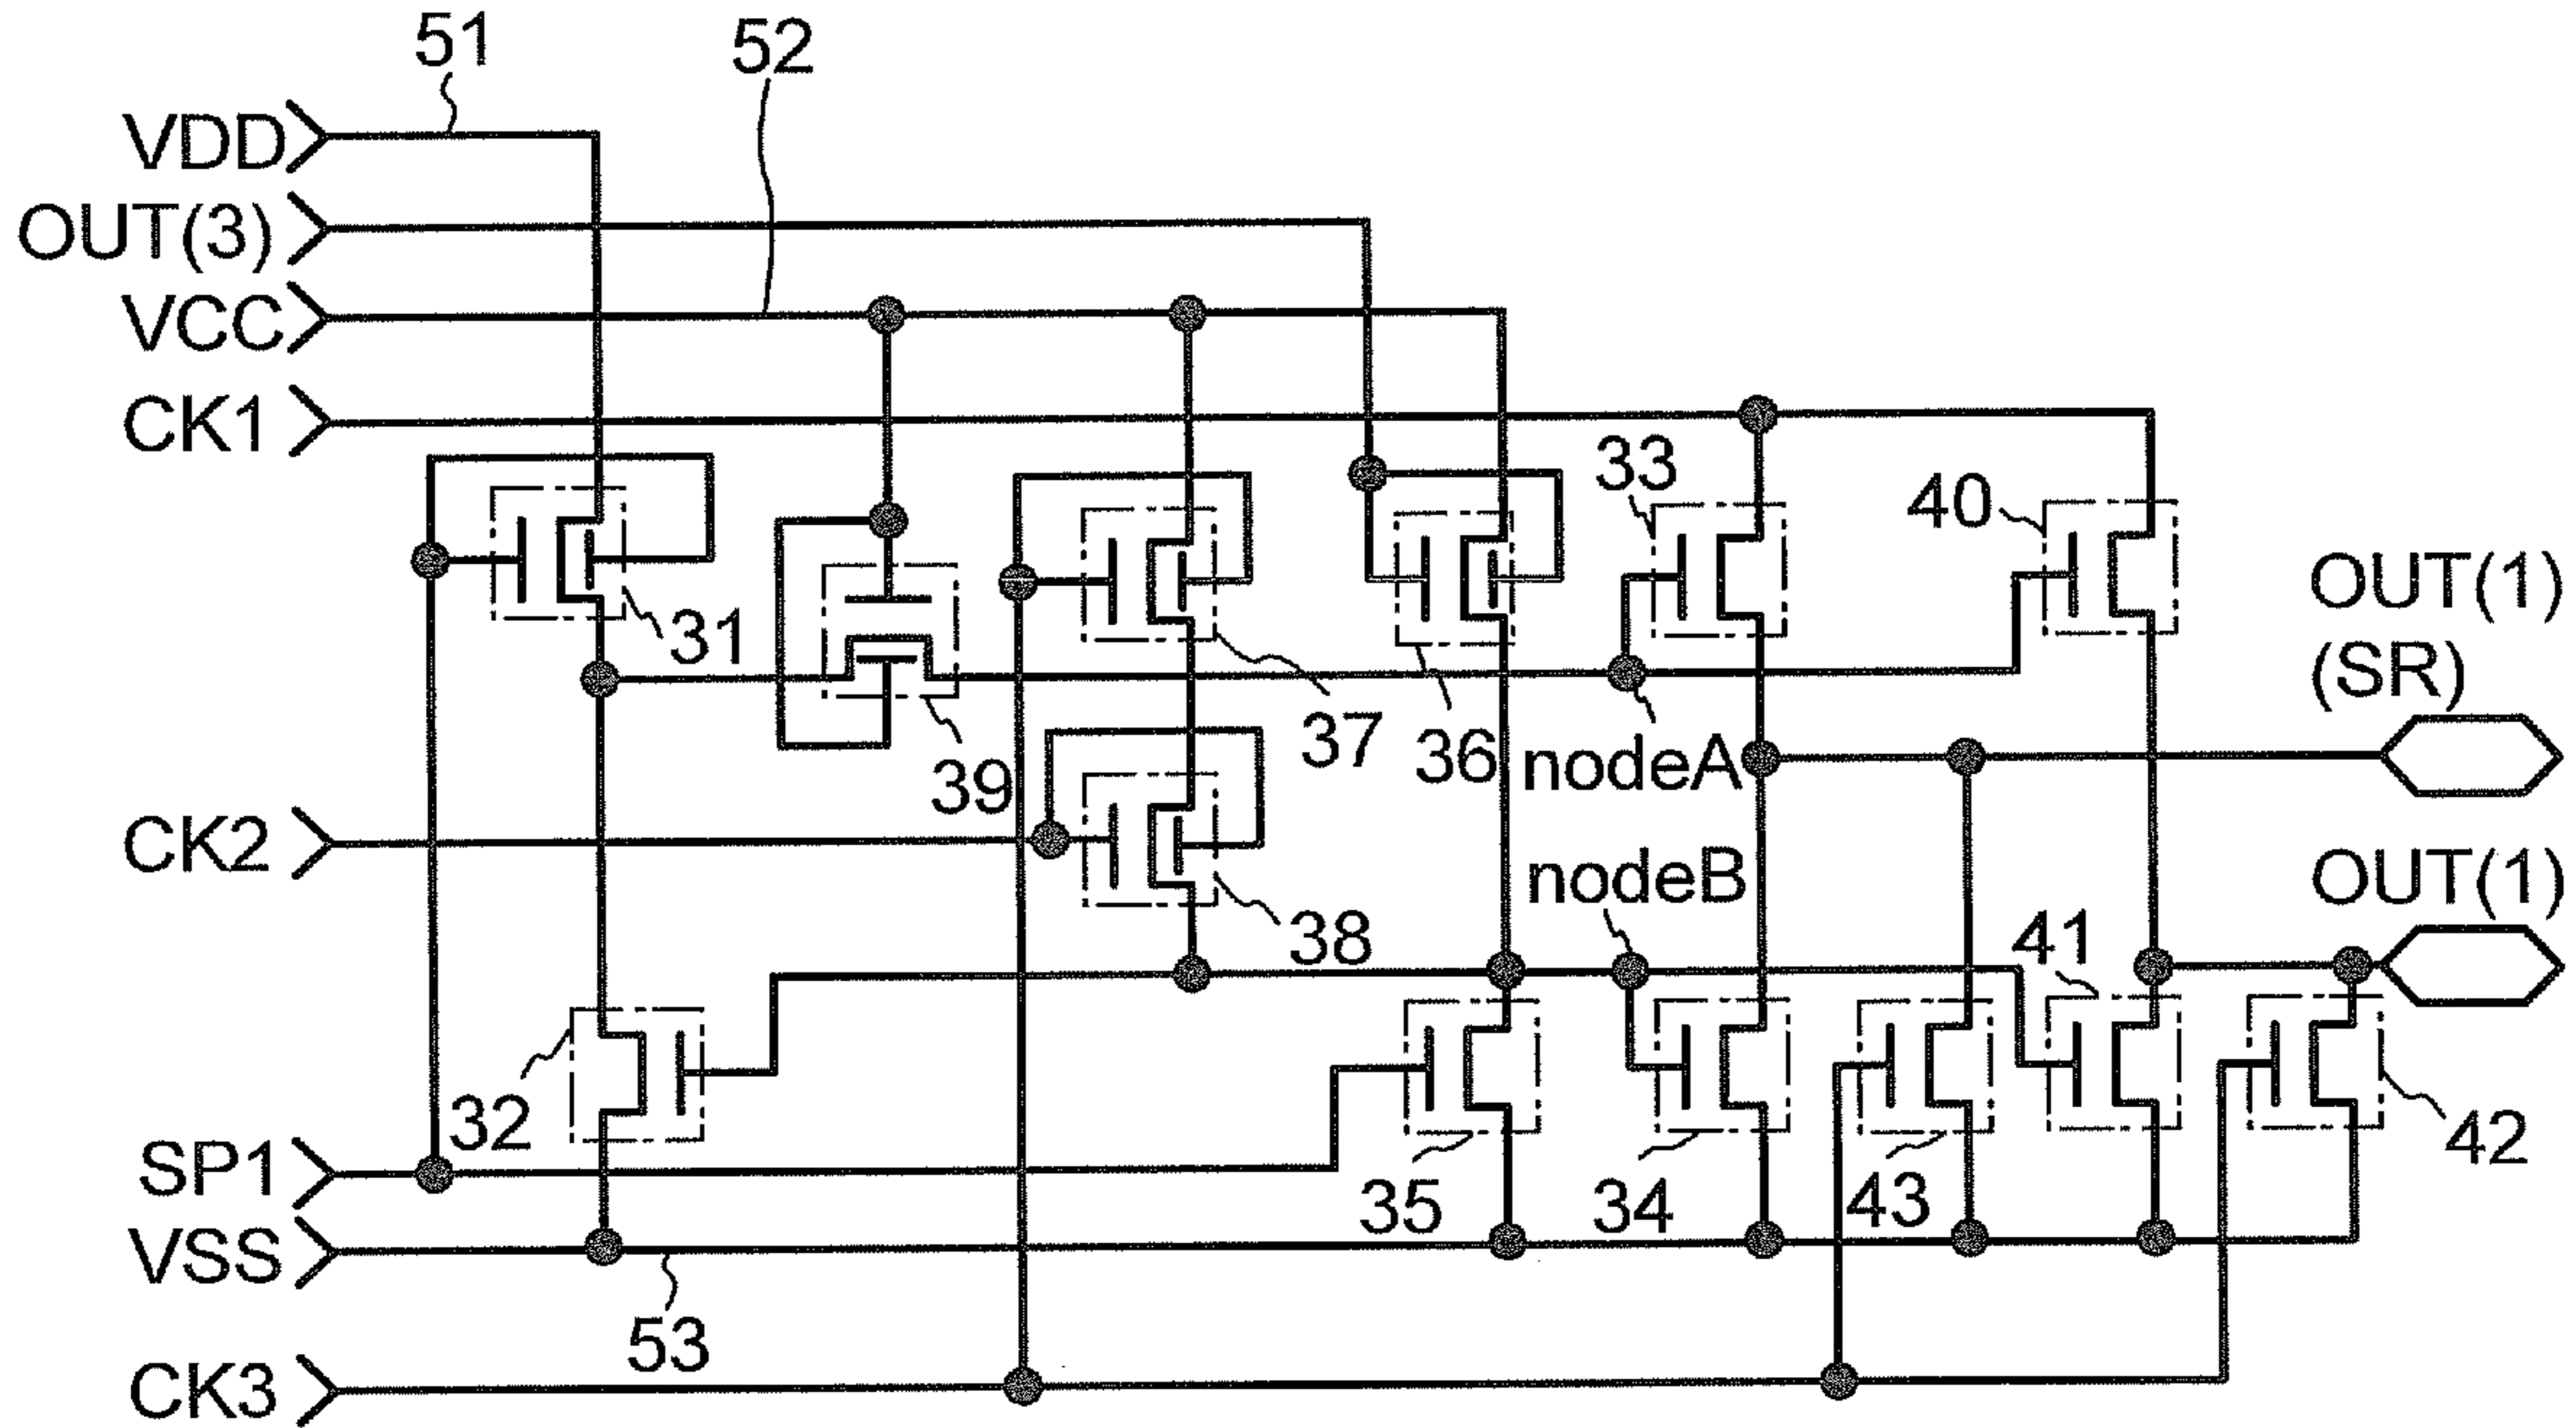 51
52
VDD
OUT(3)
VCC
CK1
33
40
OUT(1)
(SR)
31
37
36
nodeA
39
CK2
nodeB
OUT(1)
38
41
32
42
SP1
35
34
43
VSS
53
CK3